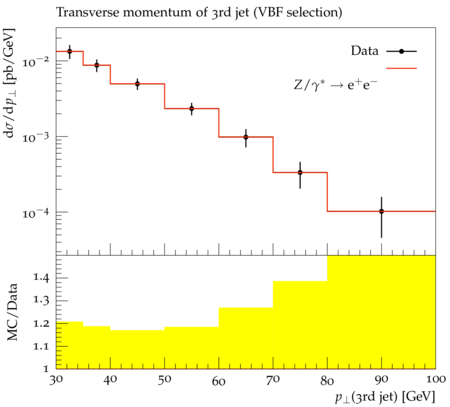 Transverse momentum of 3rd jet (VBF selection)
dσ/dp⊥ [pb/GeV]
Data
Z/γ* → e⁺e⁻
10⁻²
10⁻³
10⁻⁴
MC/Data
1.4
1.3
1.2
1.1
1
30 40 50 60 70 80 90 100
p⊥(3rd jet) [GeV]